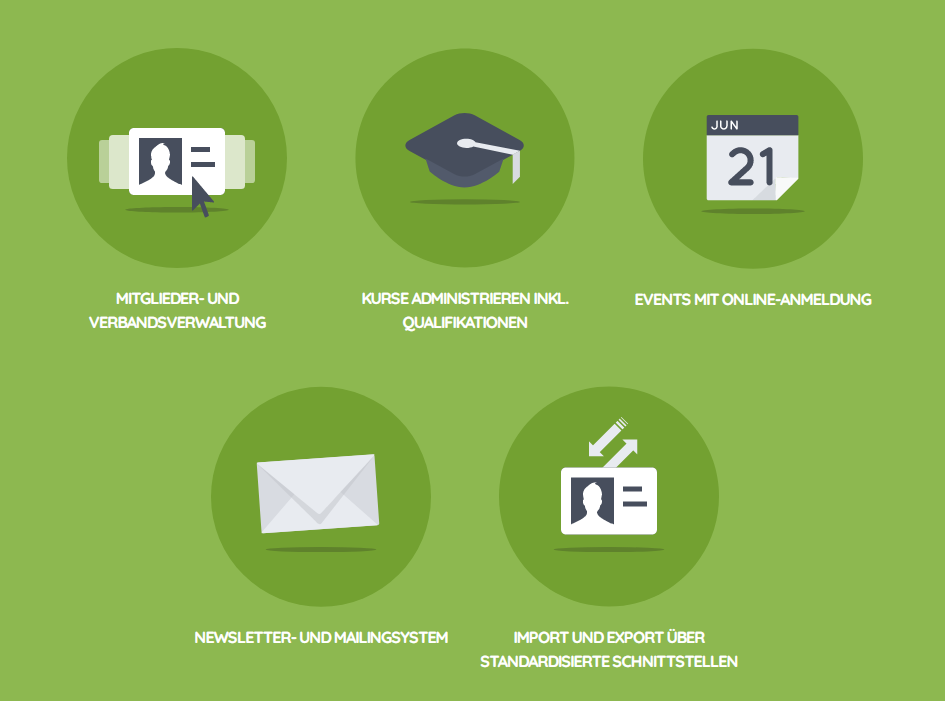 JUN
21
MITGLIEDER- UND
VERBANDSVERWALTUNG
KURSE ADMINISTRIEREN INKL.
QUALIFIKATIONEN
EVENTS MIT ONLINE-ANMELDUNG
NEWSLETTER- UND MAILINGSYSTEM
IMPORT UND EXPORT ÜBER
STANDARDISIERTE SCHNITTSTELLEN